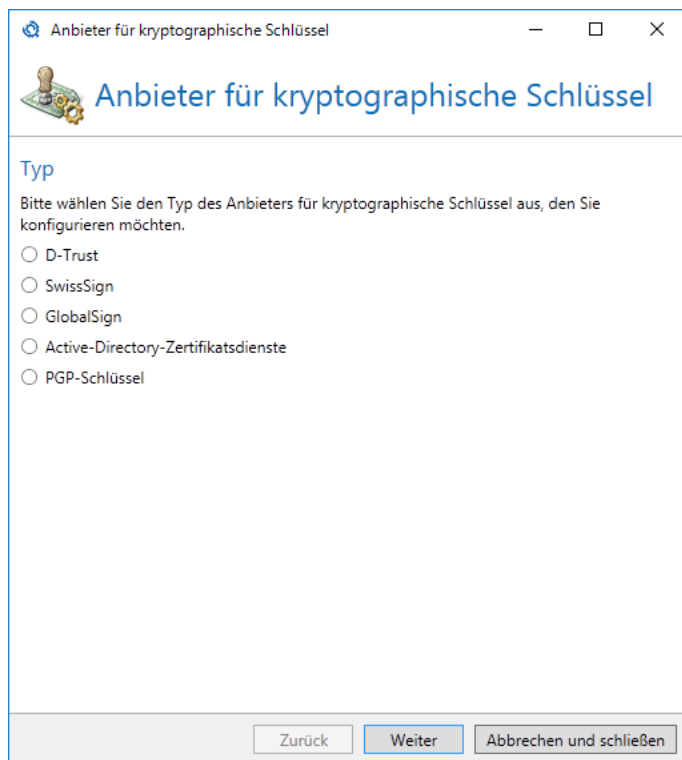 Anbieter für kryptographische Schlüssel
Anbieter für kryptographische Schlüssel
Typ
Bitte wählen Sie den Typ des Anbieters für kryptographische Schlüssel aus, den Sie
konfigurieren möchten.
D-Trust
SwissSign
GlobalSign
Active-Directory-Zertifikatsdienste
PGP-Schlüssel
Zurück Weiter Abbrechen und schließen